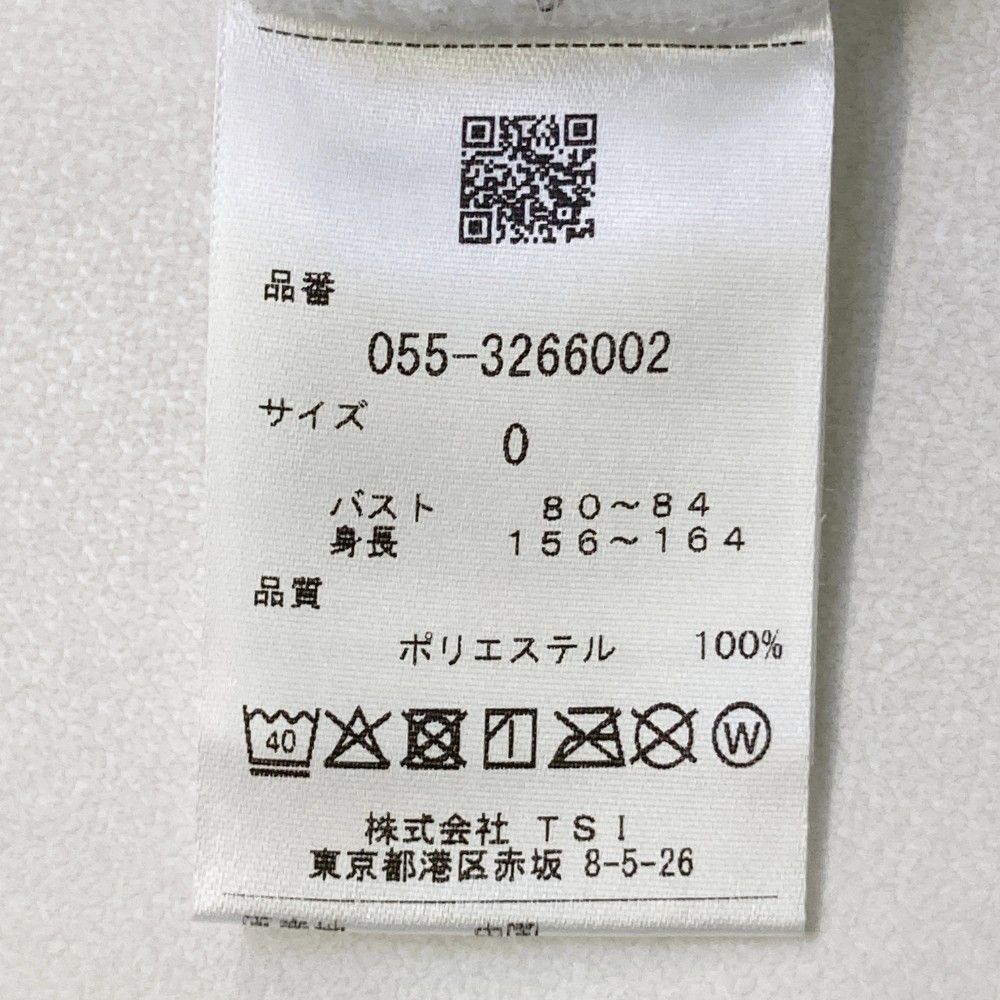 品番
055-3266002
サイズ
0
バスト 80～84
身長 156～164
品質
ポリエステル 100%
40
W
株式会社 TSI
東京都港区赤坂 8-5-26